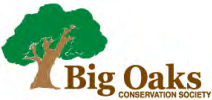 Big Oaks
CONSERVATION SOCIETY